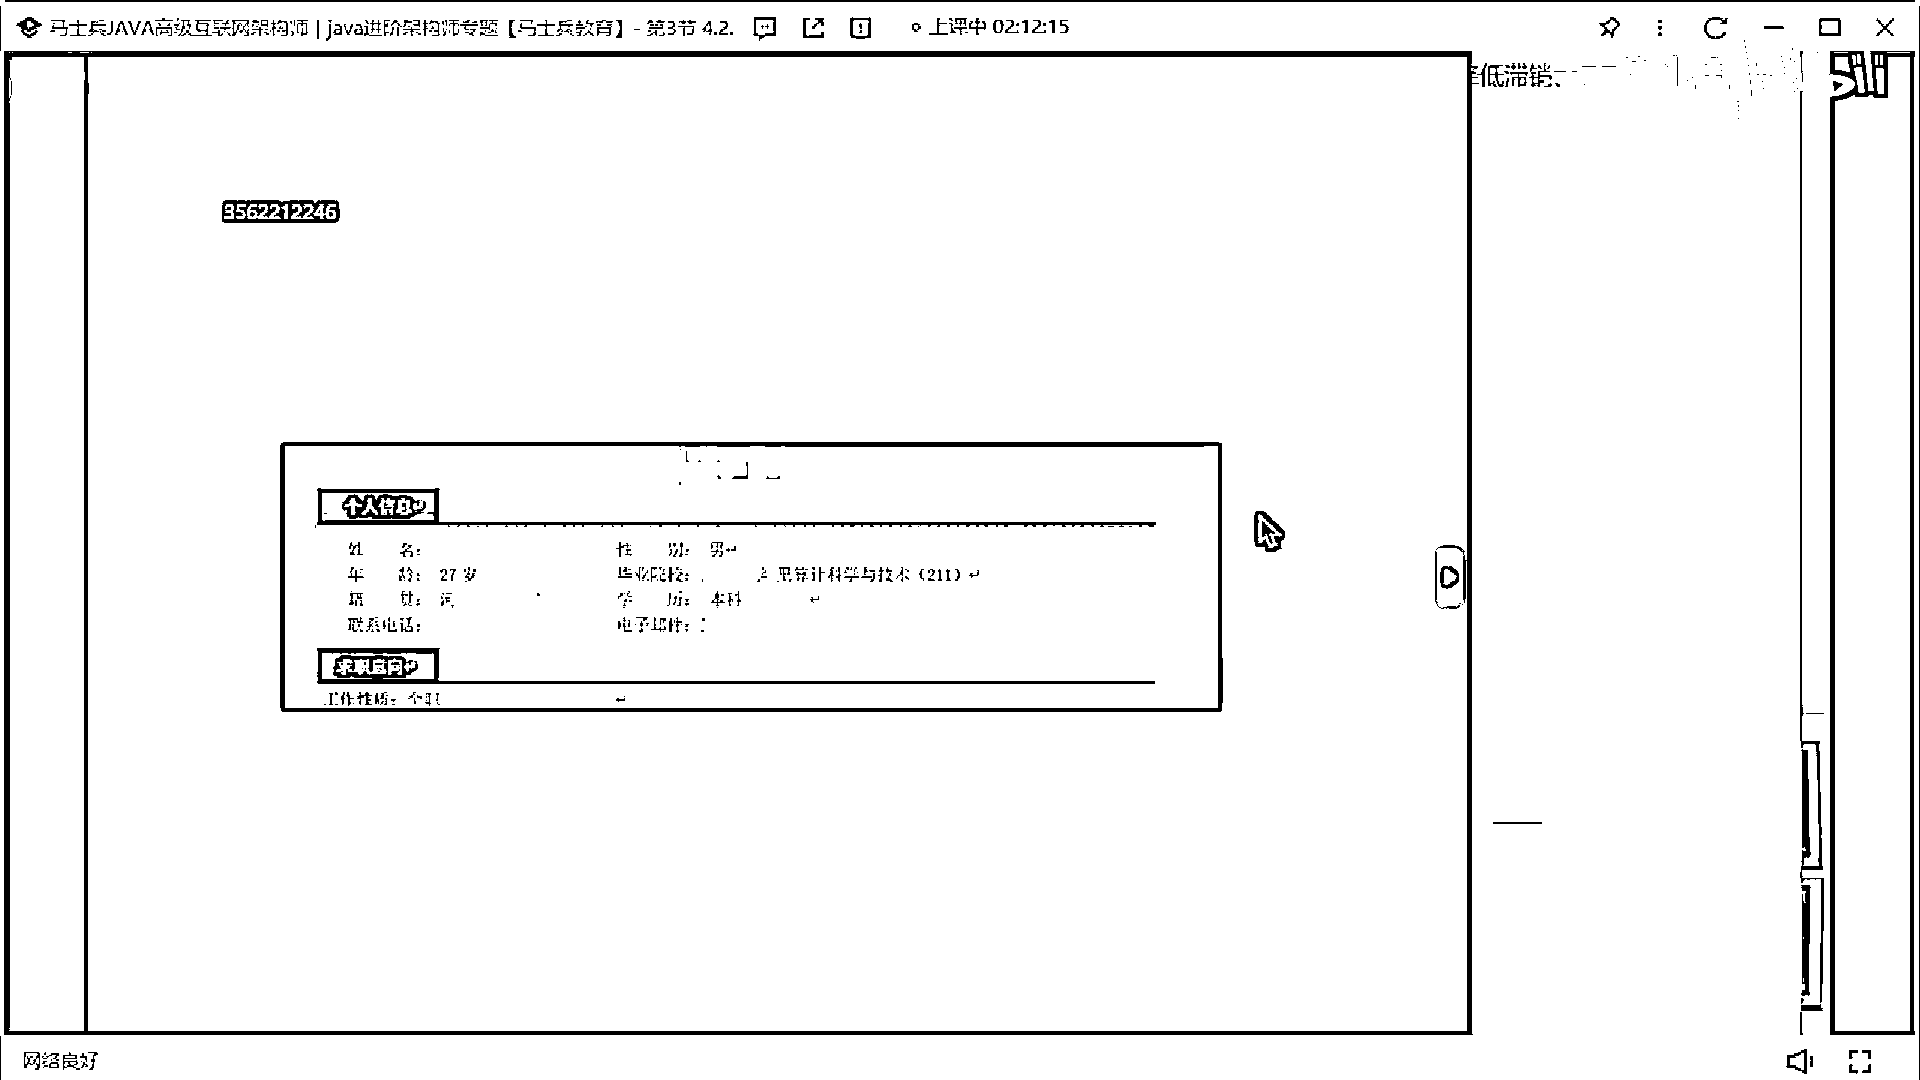 马士兵JAVA高级互联网架构师 | java进阶架构师专题【马士兵教育】- 第3节 4.2. 上课中 02:12:15
低滞销、
3562212246
个人信息
姓 名：
性 别： 男
年 龄： 27 岁
毕业院校： 算计科学与技术（211）
籍 贯： 河
学 历： 本科
联系电话：
电子邮件：
求职意向
工作性质： 全职
网络良好